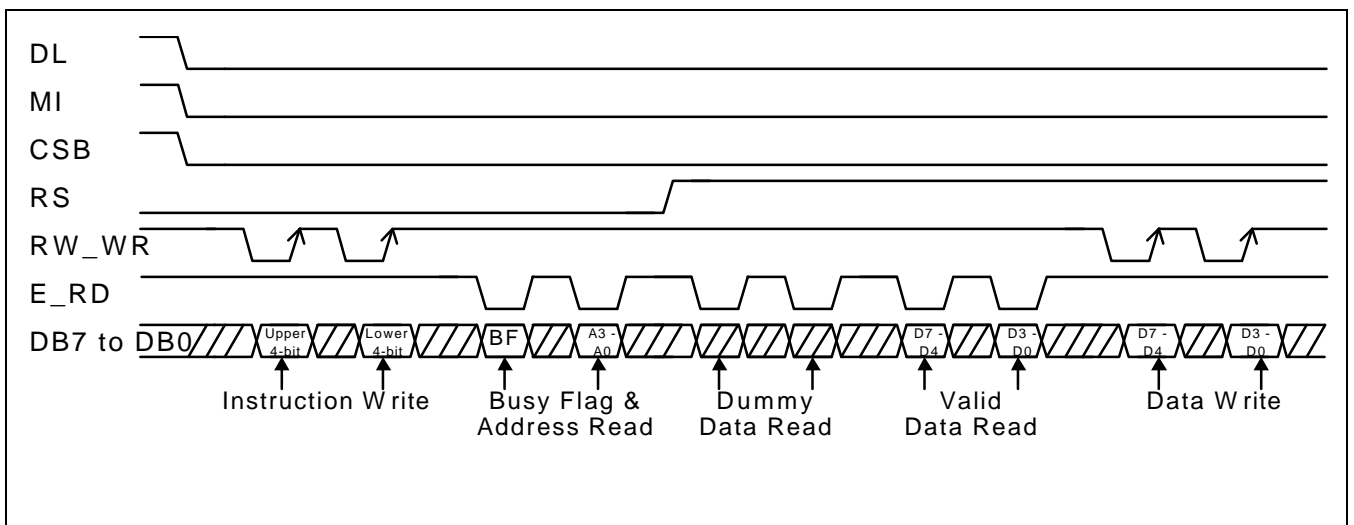 DL
MI
CSB
RS
RW_WR
E_RD
DB7 to DB0
Upper
4-bit
Lower
4-bit
BF
A3 -
A0
D7 -
D4
D3 -
D0
D7 -
D4
D3 -
D0
Instruction Write
Busy Flag &
Address Read
Dummy
Data Read
Valid
Data Read
Data Write